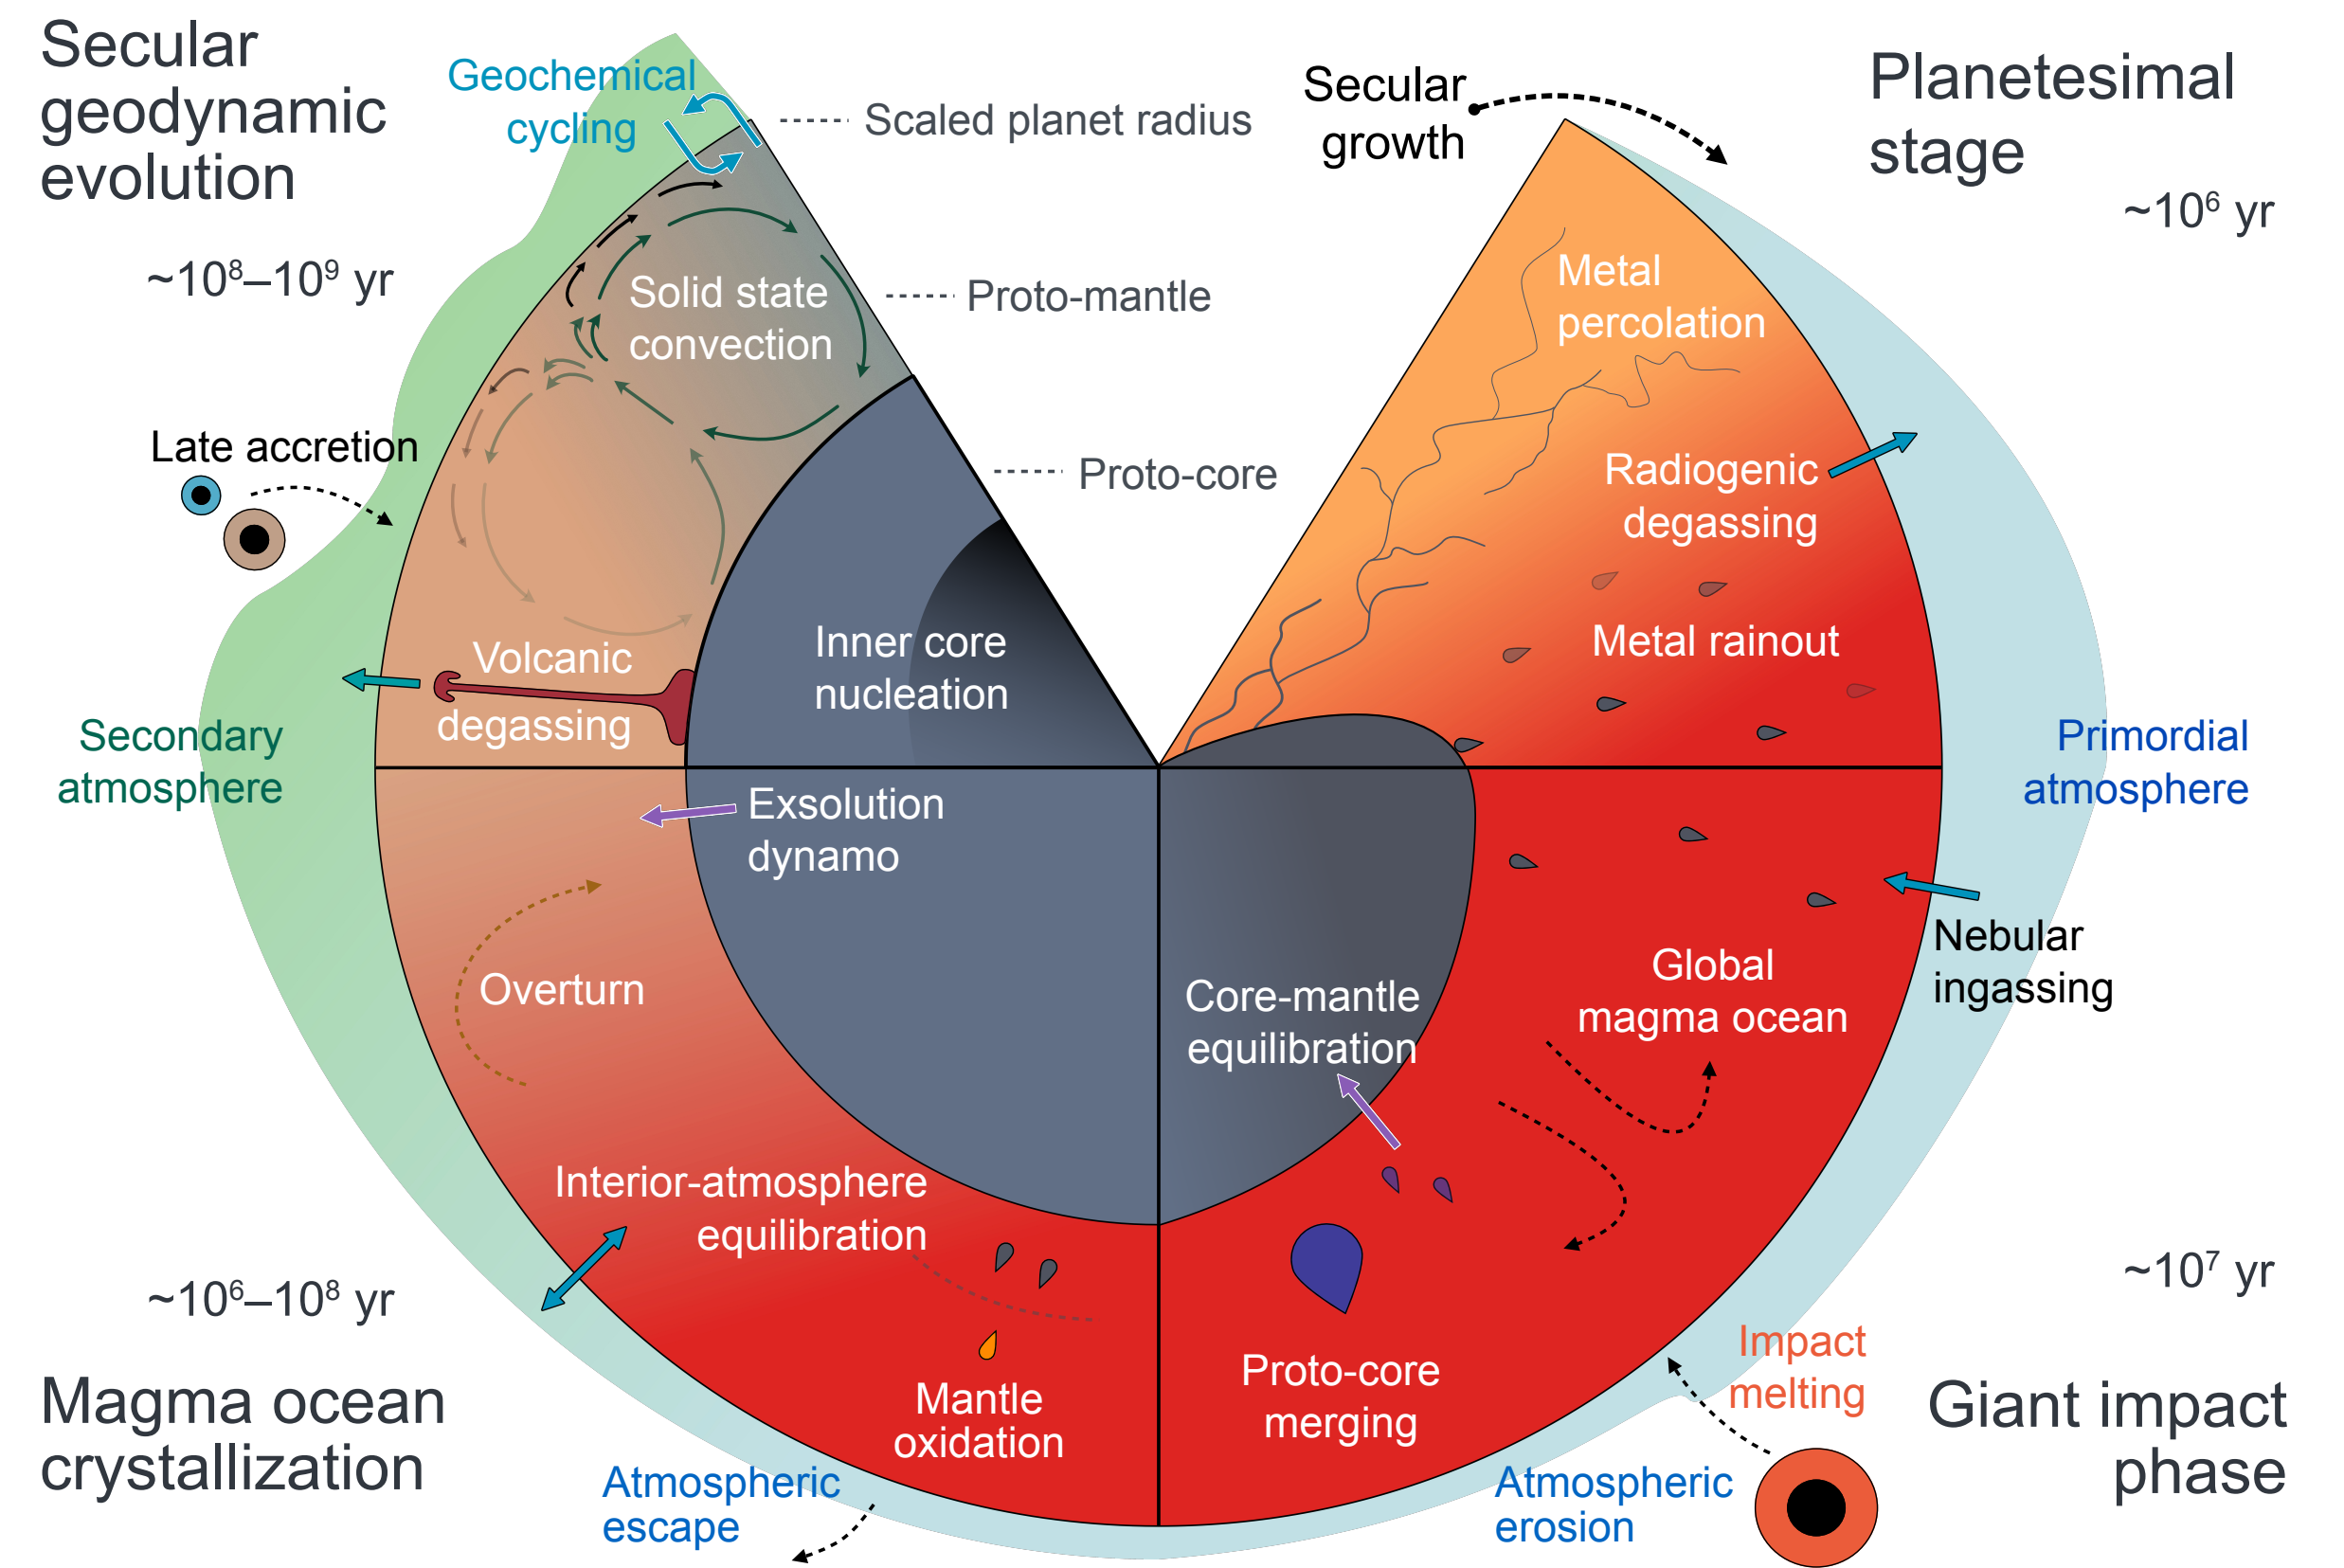 Secular
geodynamic
evolution
~10⁸–10⁹ yr
Geochemical
cycling
Scaled planet radius
Proto-mantle
Proto-core
Secular
growth
Planetesimal
stage
~10⁶ yr
Solid state
convection
Late accretion
Volcanic
degassing
Inner core
nucleation
Secondary
atmosphere
Metal
percolation
Radiogenic
degassing
Metal rainout
Primordial
atmosphere
Exsolution
dynamo
Overturn
Interior-atmosphere
equilibration
Mantle
oxidation
~10⁶–10⁸ yr
Magma ocean
crystallization
Atmospheric
escape
Core-mantle
equilibration
Global
magma ocean
Nebular
ingassing
Proto-core
merging
~10⁷ yr
Impact
melting
Atmospheric
erosion
Giant impact
phase